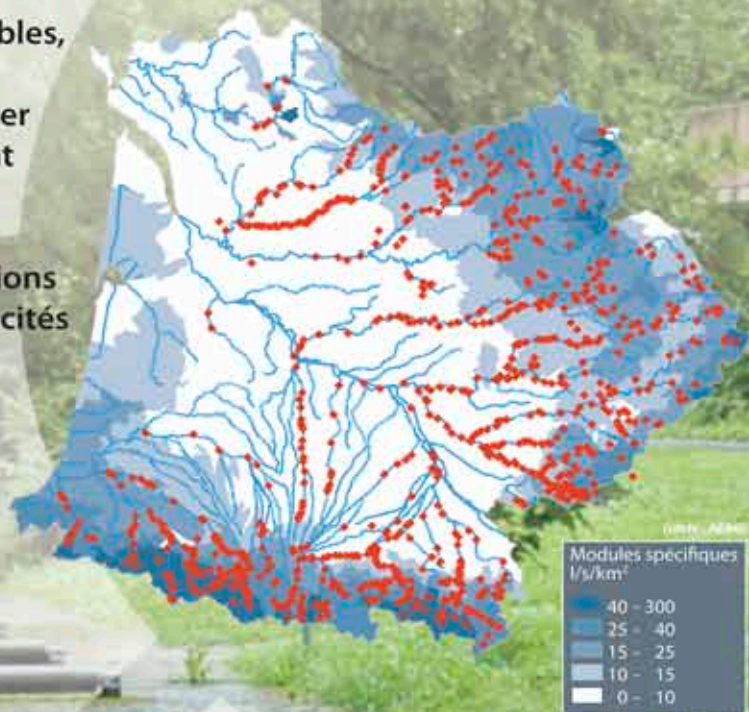 bles,
er
t
ions
cités
Modules spécifiques
l/s/km²
40 - 300
25 - 40
15 - 25
10 - 15
0 - 10